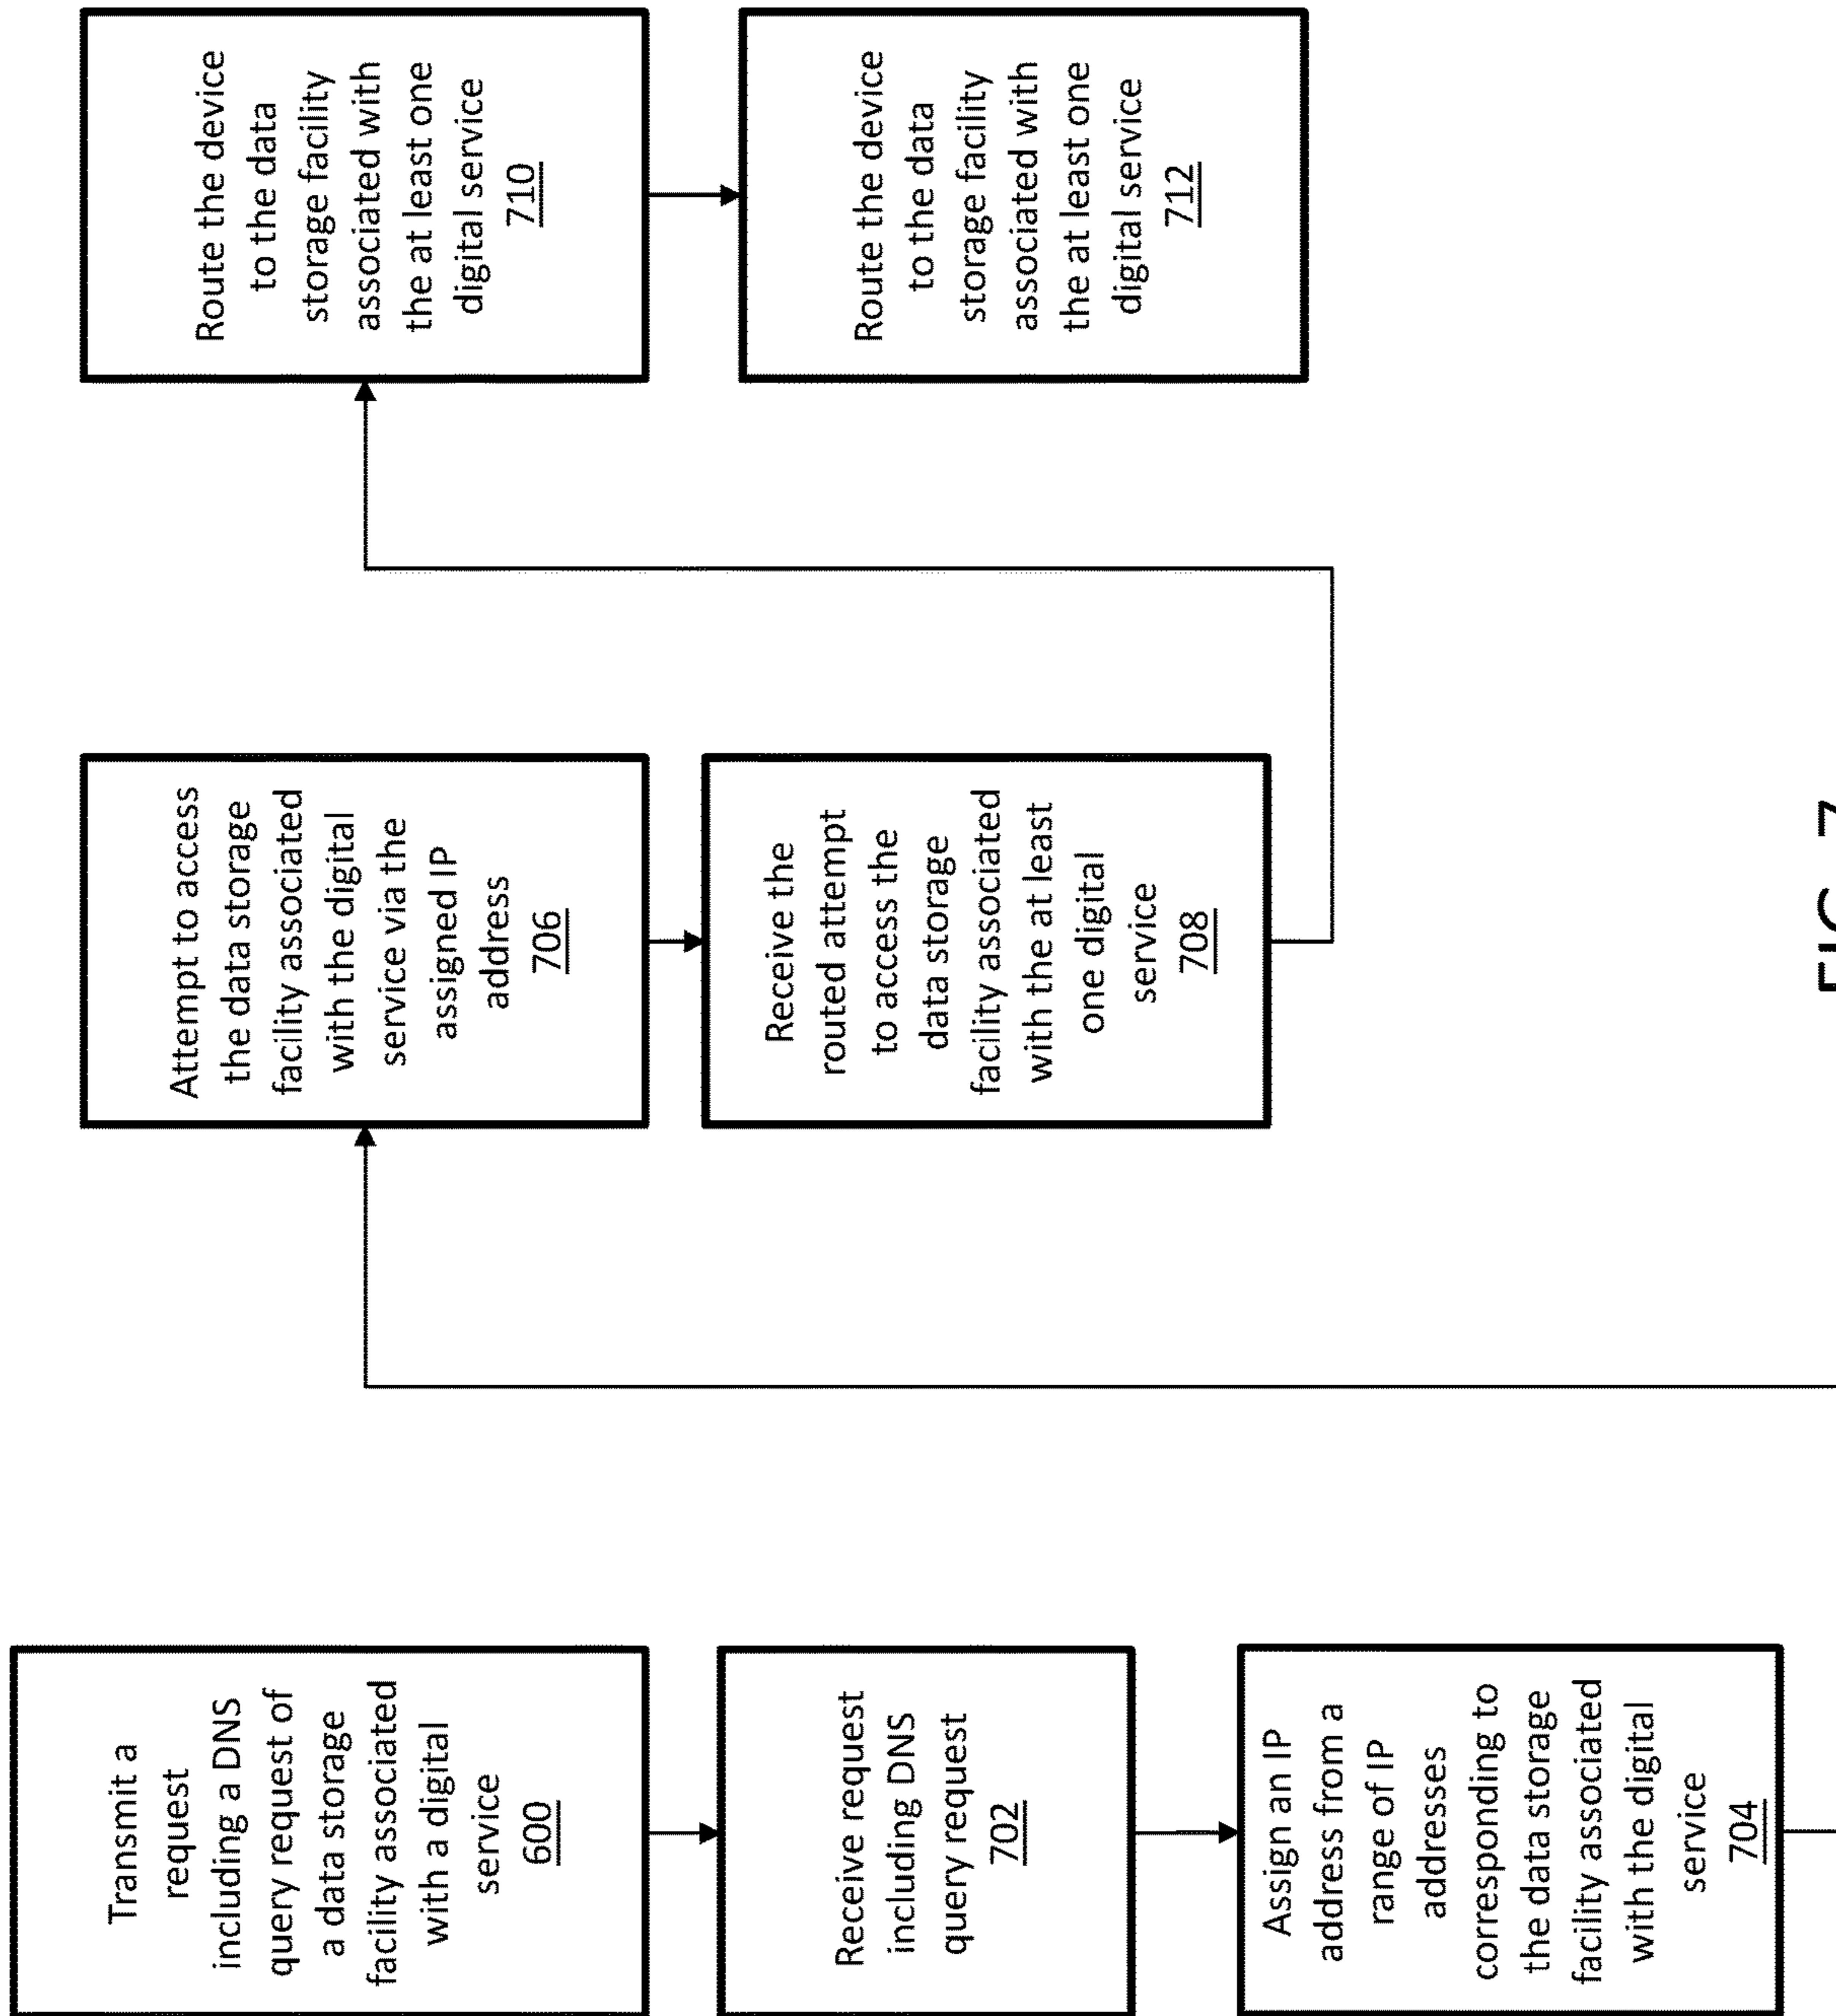 Transmit a
request
including a DNS
query request of
a data storage
facility associated
with a digital
service
600
Receive request
including DNS
query request
702
Assign an IP
address from a
range of IP
addresses
corresponding to
the data storage
facility associated
with the digital
service
704
Attempt to access
the data storage
facility associated
with the digital
service via the
assigned IP
address
706
Receive the
routed attempt
to access the
data storage
facility associated
with the at least
one digital
service
708
Route the device
to the data
storage facility
associated with
the at least one
digital service
710
Route the device
to the data
storage facility
associated with
the at least one
digital service
712